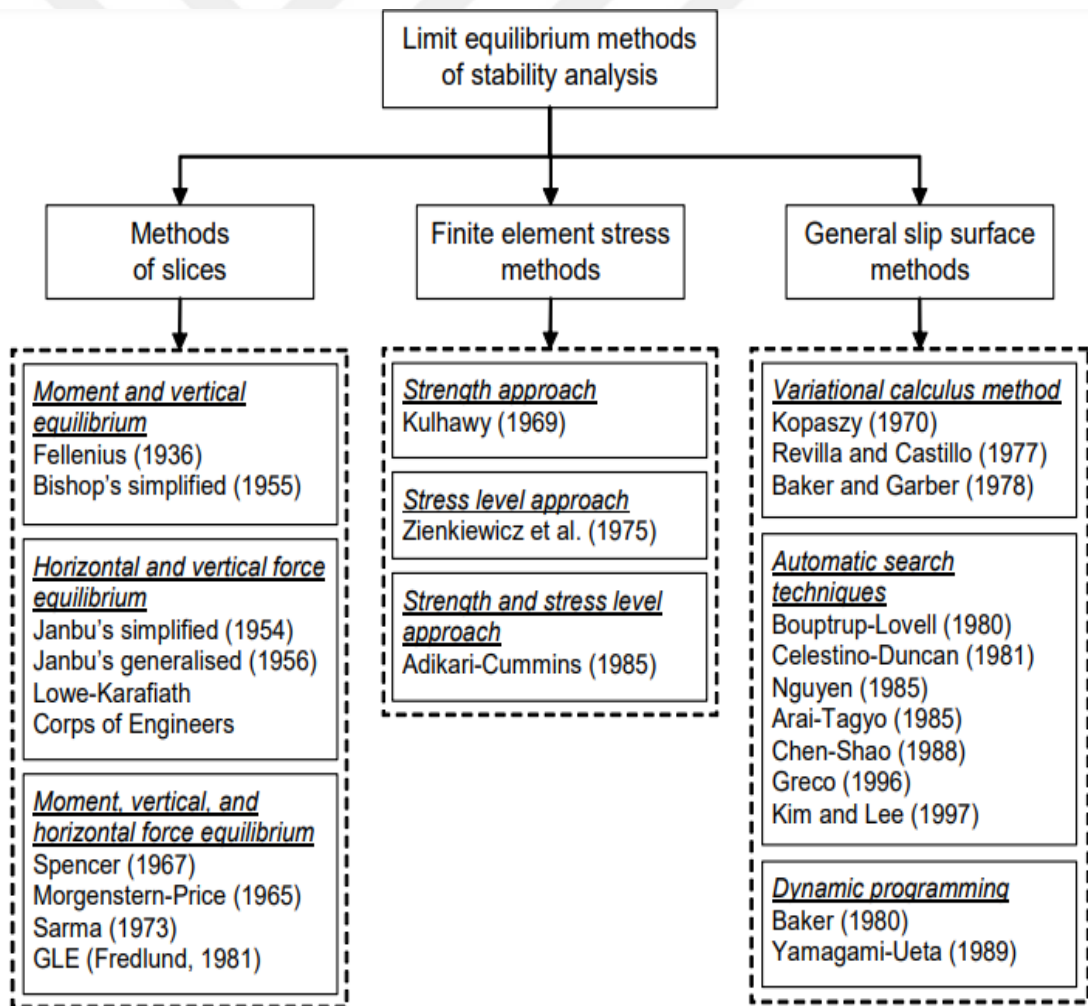 Limit equilibrium methods
of stability analysis
Methods
of slices
Moment and vertical
equilibrium
Fellenius (1936)
Bishop's simplified (1955)
Horizontal and vertical force
equilibrium
Janbu's simplified (1954)
Janbu's generalised (1956)
Lowe-Karafiath
Corps of Engineers
Moment, vertical, and
horizontal force equilibrium
Spencer (1967)
Morgenstern-Price (1965)
Sarma (1973)
GLE (Fredlund, 1981)
Finite element stress
methods
Strength approach
Kulhawy (1969)
Stress level approach
Zienkiewicz et al. (1975)
Strength and stress level
approach
Adikari-Cummins (1985)
General slip surface
methods
Variational calculus method
Kopaszy (1970)
Revilla and Castillo (1977)
Baker and Garber (1978)
Automatic search
techniques
Bouptrup-Lovell (1980)
Celestino-Duncan (1981)
Nguyen (1985)
Arai-Tagyo (1985)
Chen-Shao (1988)
Greco (1996)
Kim and Lee (1997)
Dynamic programming
Baker (1980)
Yamagami-Ueta (1989)